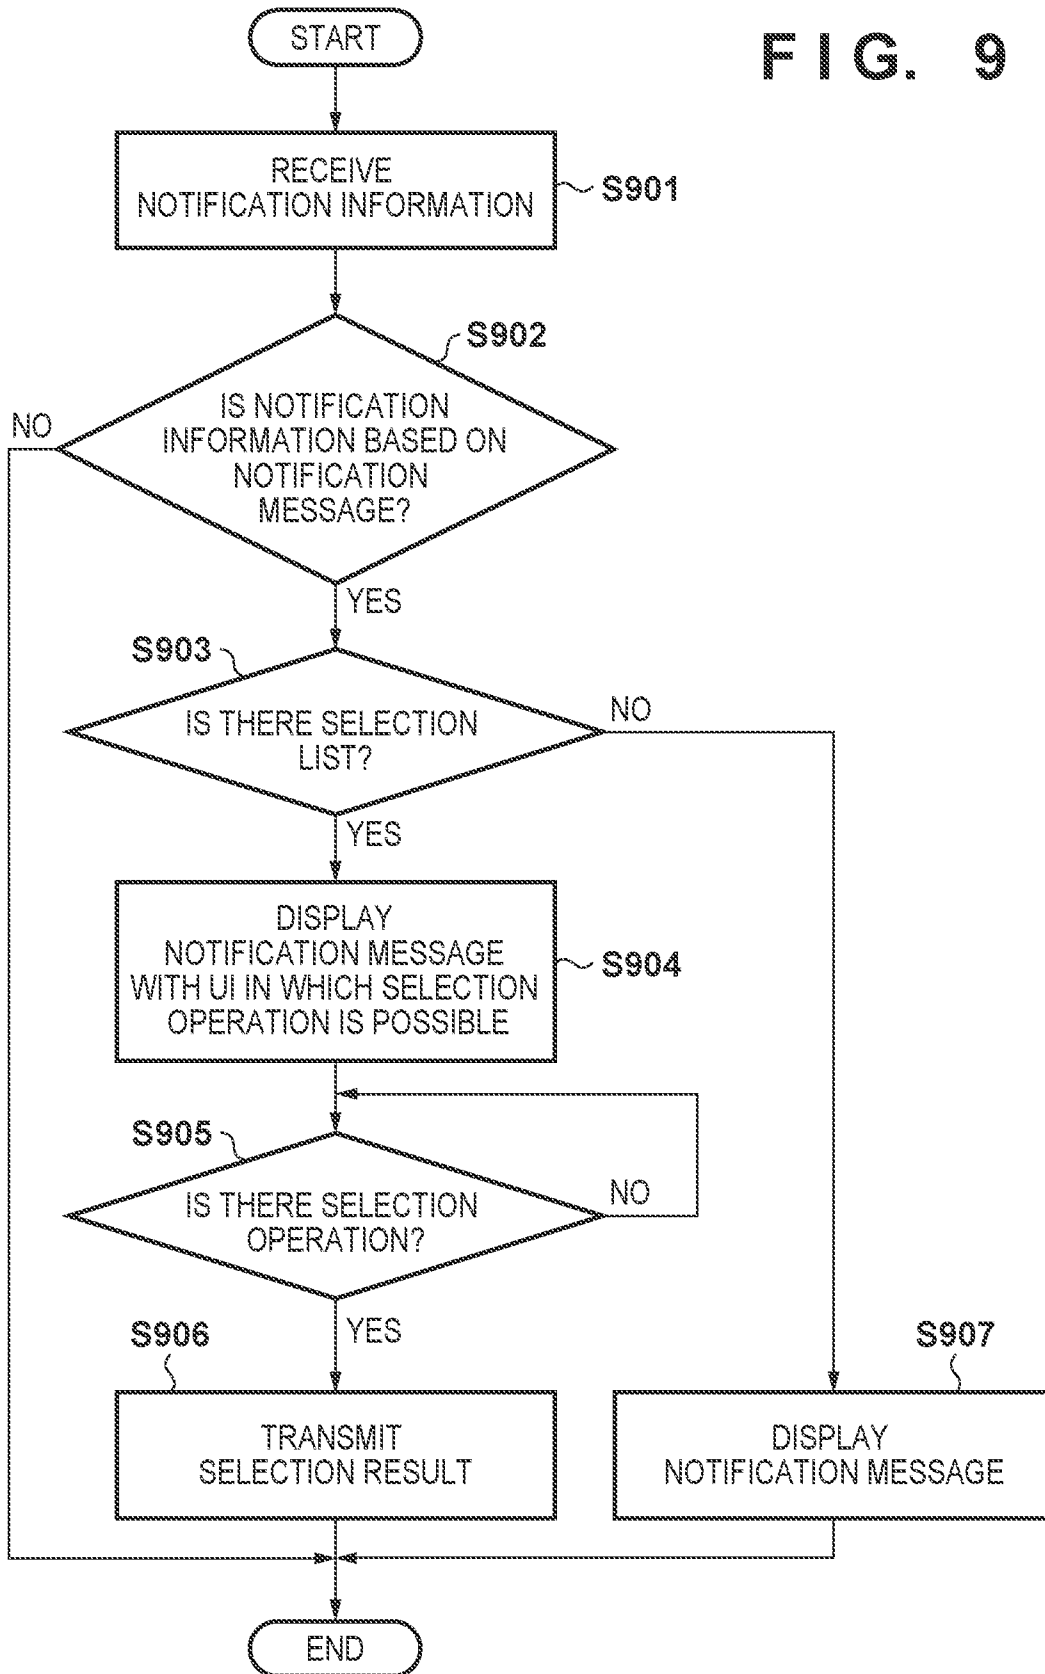 START
FIG. 9
RECEIVE
NOTIFICATION INFORMATION
S901
S902
IS NOTIFICATION
INFORMATION BASED ON
NOTIFICATION
MESSAGE?
NO
YES
S903
IS THERE SELECTION
LIST?
NO
YES
DISPLAY
NOTIFICATION MESSAGE
WITH UI IN WHICH SELECTION
OPERATION IS POSSIBLE
S904
S905
IS THERE SELECTION
OPERATION?
NO
YES
S906
TRANSMIT
SELECTION RESULT
S907
DISPLAY
NOTIFICATION MESSAGE
END